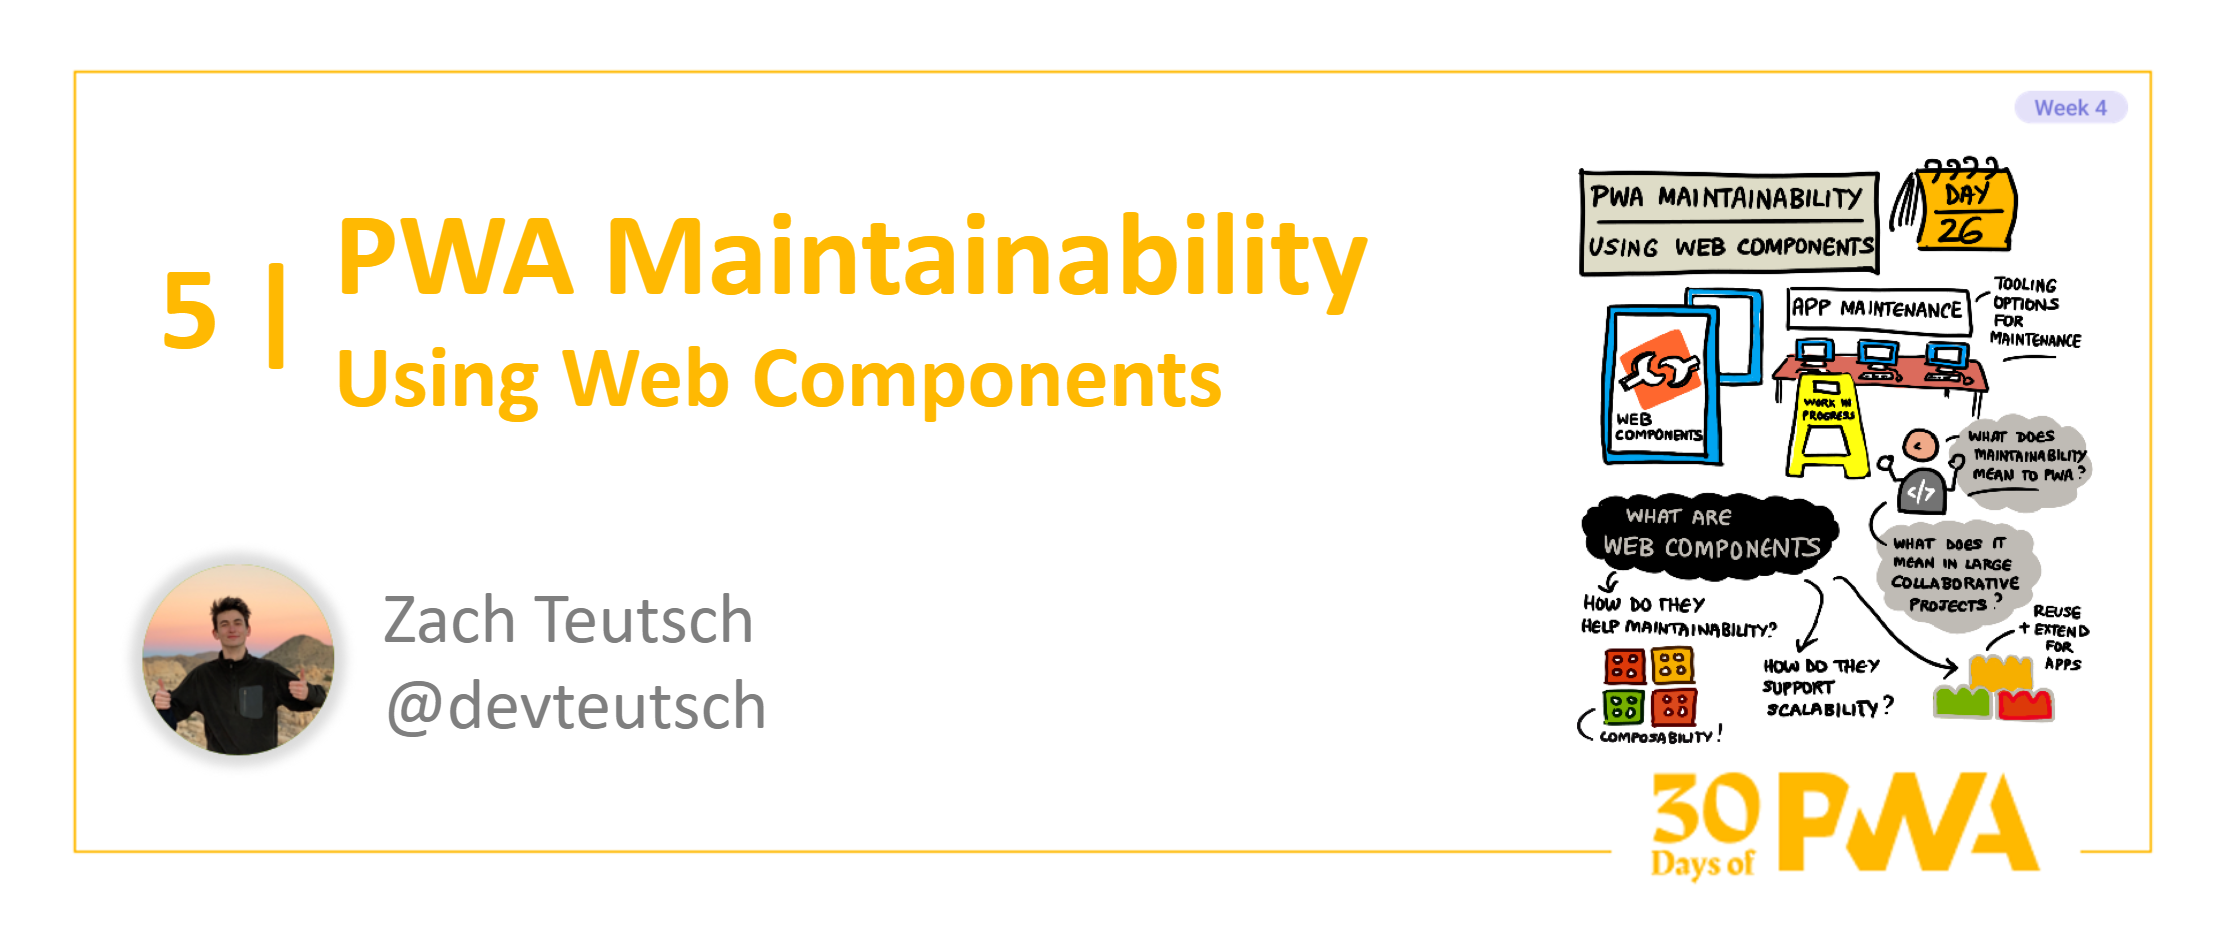 Week 4
5 |
PWA Maintainability
Using Web Components
Zach Teutsch
@devteutsch
PWA MAINTAINABILITY
USING WEB COMPONENTS
DAY
26
APP MAINTENANCE
TOOLING
OPTIONS
FOR
MAINTENANCE
WEB
COMPONENTS
WORK IN
PROGRESS
WHAT DOES
MAINTAINABILITY
MEAN TO PWA?
</>
WHAT DOES IT
MEAN IN LARGE
COLLABORATIVE
PROJECTS?
WHAT ARE
WEB COMPONENTS
HOW DO THEY
HELP MAINTAINABILITY?
COMPOSABILITY!
HOW DO THEY
SUPPORT
SCALABILITY?
REUSE
+ EXTEND
FOR
APPS
30
Days of
PWA